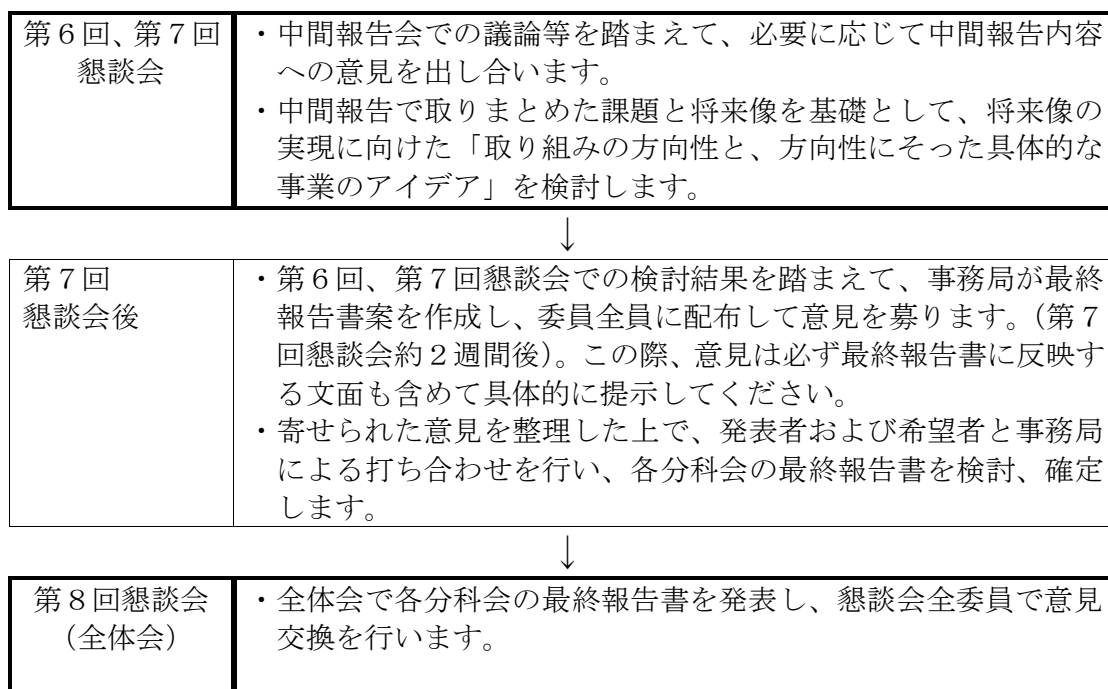 第６回、第７回
懇談会
・中間報告会での議論等を踏まえて、必要に応じて中間報告内容
への意見を出し合います。
・中間報告で取りまとめた課題と将来像を基礎として、将来像の
実現に向けた「取り組みの方向性と、方向性にそった具体的な
事業のアイデア」を検討します。
↓
第７回
懇談会後
・第６回、第７回懇談会での検討結果を踏まえて、事務局が最終
報告書案を作成し、委員全員に配布して意見を募ります。（第７
回懇談会約２週間後）。この際、意見は必ず最終報告書に反映す
る文面も含めて具体的に提示してください。
・寄せられた意見を整理した上で、発表者および希望者と事務局
による打ち合わせを行い、各分科会の最終報告書を検討、確定
します。
↓
第８回懇談会
（全体会）
・全体会で各分科会の最終報告書を発表し、懇談会全委員で意見
交換を行います。